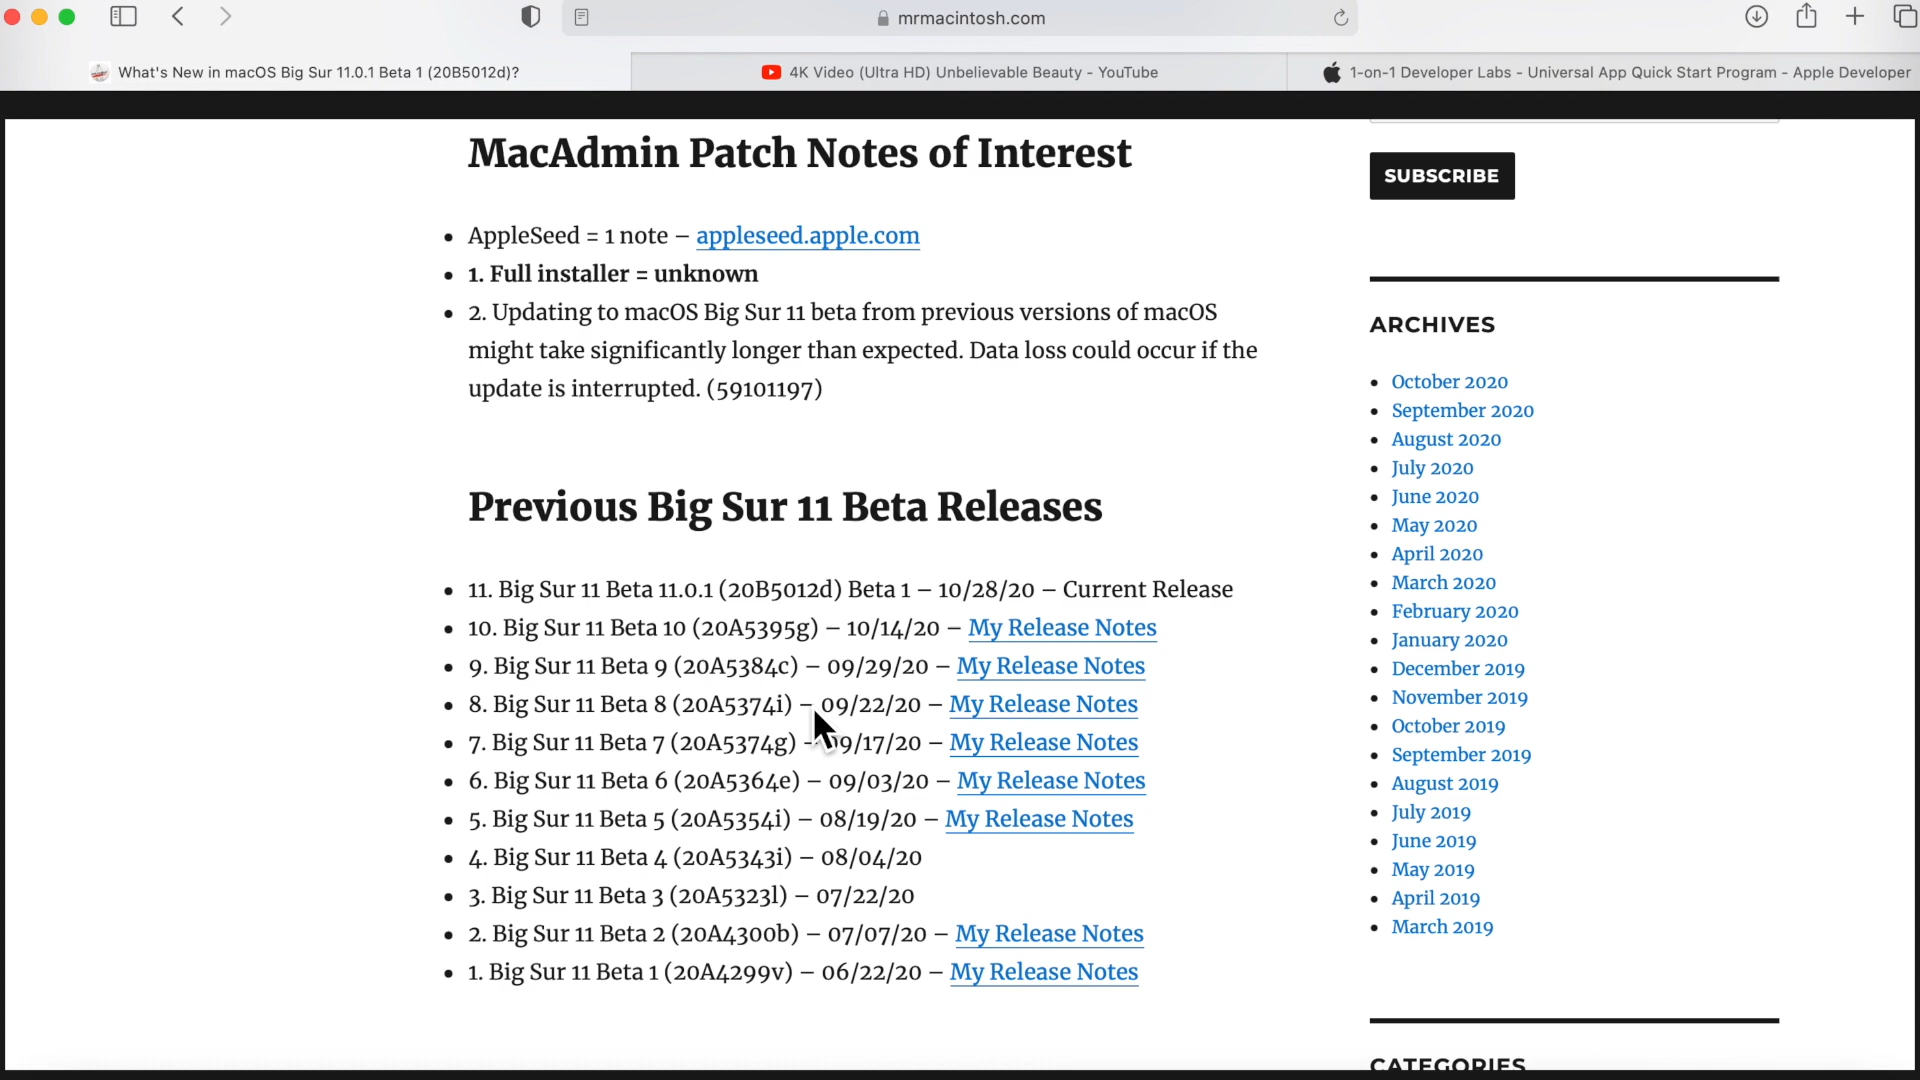 mrmacintosh.com
What's New in macOS Big Sur 11.0.1 Beta 1 (20B5012d)?
4K Video (Ultra HD) Unbelievable Beauty - YouTube
1-on-1 Developer Labs - Universal App Quick Start Program - Apple Developer
MacAdmin Patch Notes of Interest
AppleSeed = 1 note – appleseed.apple.com
1. Full installer = unknown
2. Updating to macOS Big Sur 11 beta from previous versions of macOS
might take significantly longer than expected. Data loss could occur if the
update is interrupted. (59101197)
Previous Big Sur 11 Beta Releases
11. Big Sur 11 Beta 11.0.1 (20B5012d) Beta 1 – 10/28/20 – Current Release
10. Big Sur 11 Beta 10 (20A5395g) – 10/14/20 – My Release Notes
9. Big Sur 11 Beta 9 (20A5384c) – 09/29/20 – My Release Notes
8. Big Sur 11 Beta 8 (20A5374i) – 09/22/20 – My Release Notes
7. Big Sur 11 Beta 7 (20A5374g) – 09/17/20 – My Release Notes
6. Big Sur 11 Beta 6 (20A5364e) – 09/03/20 – My Release Notes
5. Big Sur 11 Beta 5 (20A5354i) – 08/19/20 – My Release Notes
4. Big Sur 11 Beta 4 (20A5343i) – 08/04/20
3. Big Sur 11 Beta 3 (20A5323l) – 07/22/20
2. Big Sur 11 Beta 2 (20A4300b) – 07/07/20 – My Release Notes
1. Big Sur 11 Beta 1 (20A4299v) – 06/22/20 – My Release Notes
SUBSCRIBE
ARCHIVES
October 2020
September 2020
August 2020
July 2020
June 2020
May 2020
April 2020
March 2020
February 2020
January 2020
December 2019
November 2019
October 2019
September 2019
August 2019
July 2019
June 2019
May 2019
April 2019
March 2019
CATEGORIES